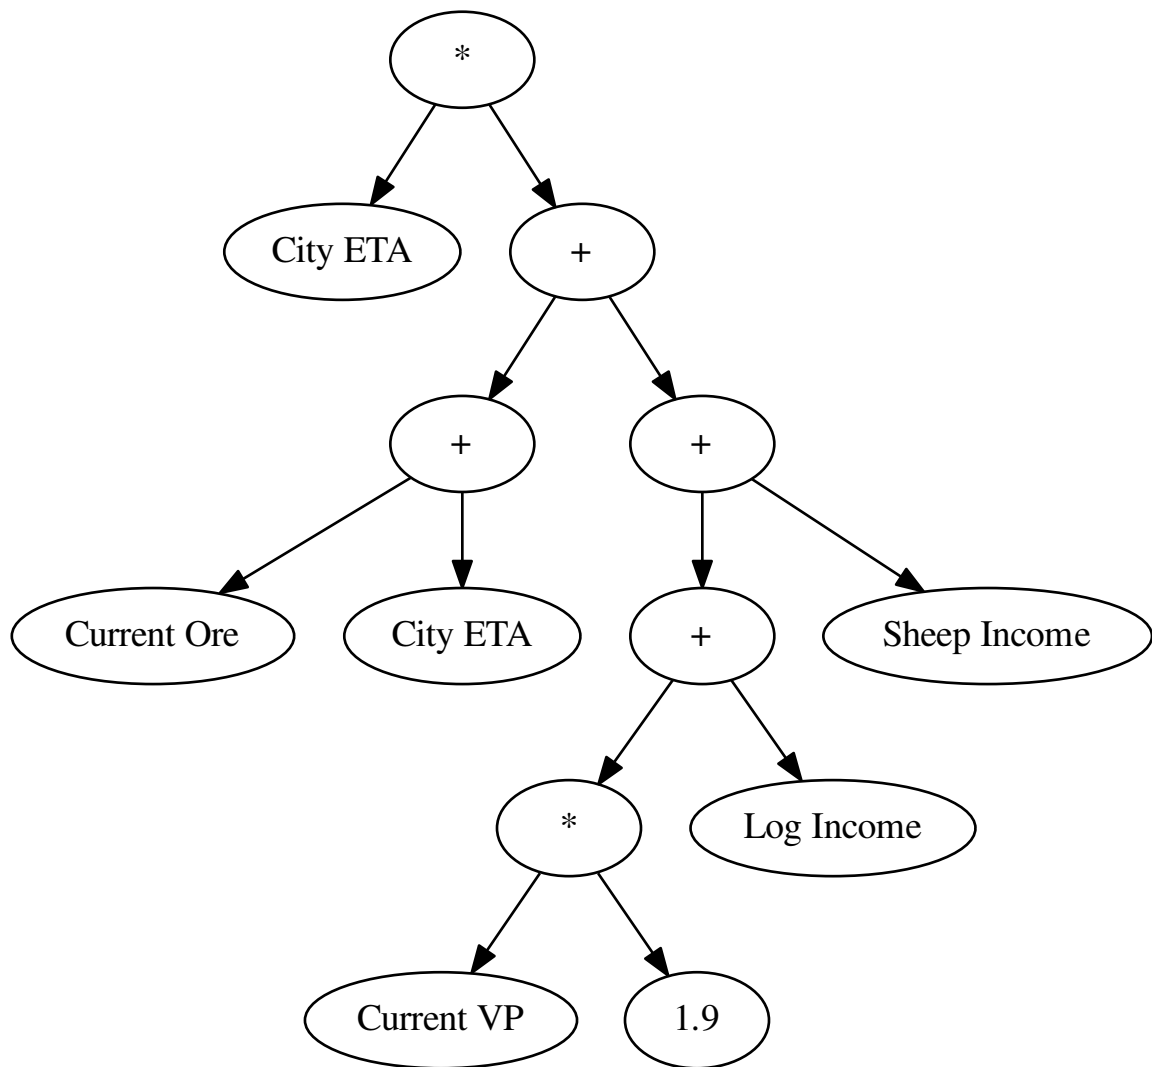 *
City ETA
+
+
+
Current Ore
City ETA
+
Sheep Income
*
Log Income
Current VP
1.9